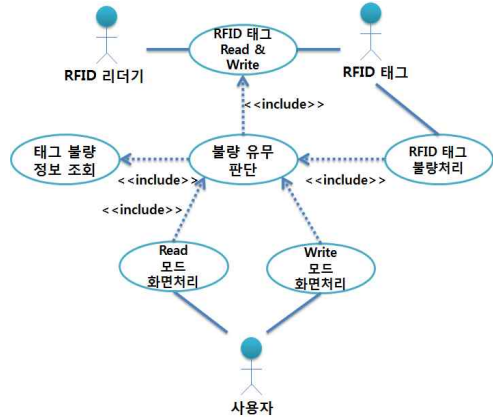 RFID 태그
Read &
Write
RFID 리더기
RFID 태그
<<include>>
태그 불량
정보 조회
불량 유무
판단
RFID 태그
불량처리
<<include>>
<<include>>
<<include>>
Read
모드
화면처리
Write
모드
화면처리
사용자